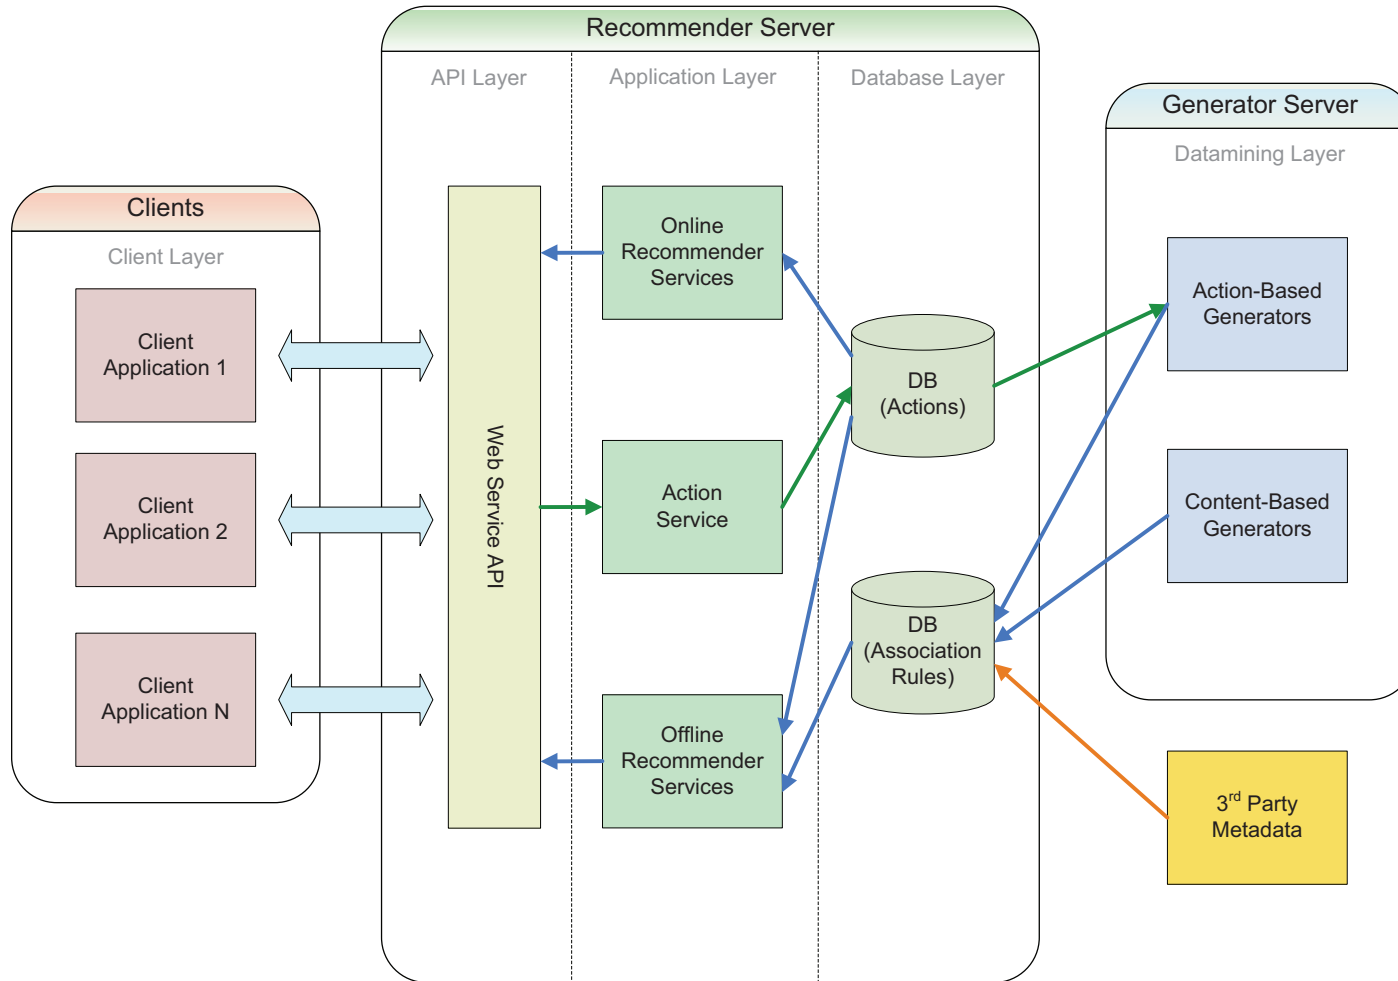 Recommender Server
API Layer
Application Layer
Database Layer
Generator Server
Datamining Layer
Clients
Client Layer
Client
Application 1
Client
Application 2
Client
Application N
Web Service API
Online
Recommender
Services
Action
Service
Offline
Recommender
Services
DB
(Actions)
DB
(Association
Rules)
Action-Based
Generators
Content-Based
Generators
3rd Party
Metadata